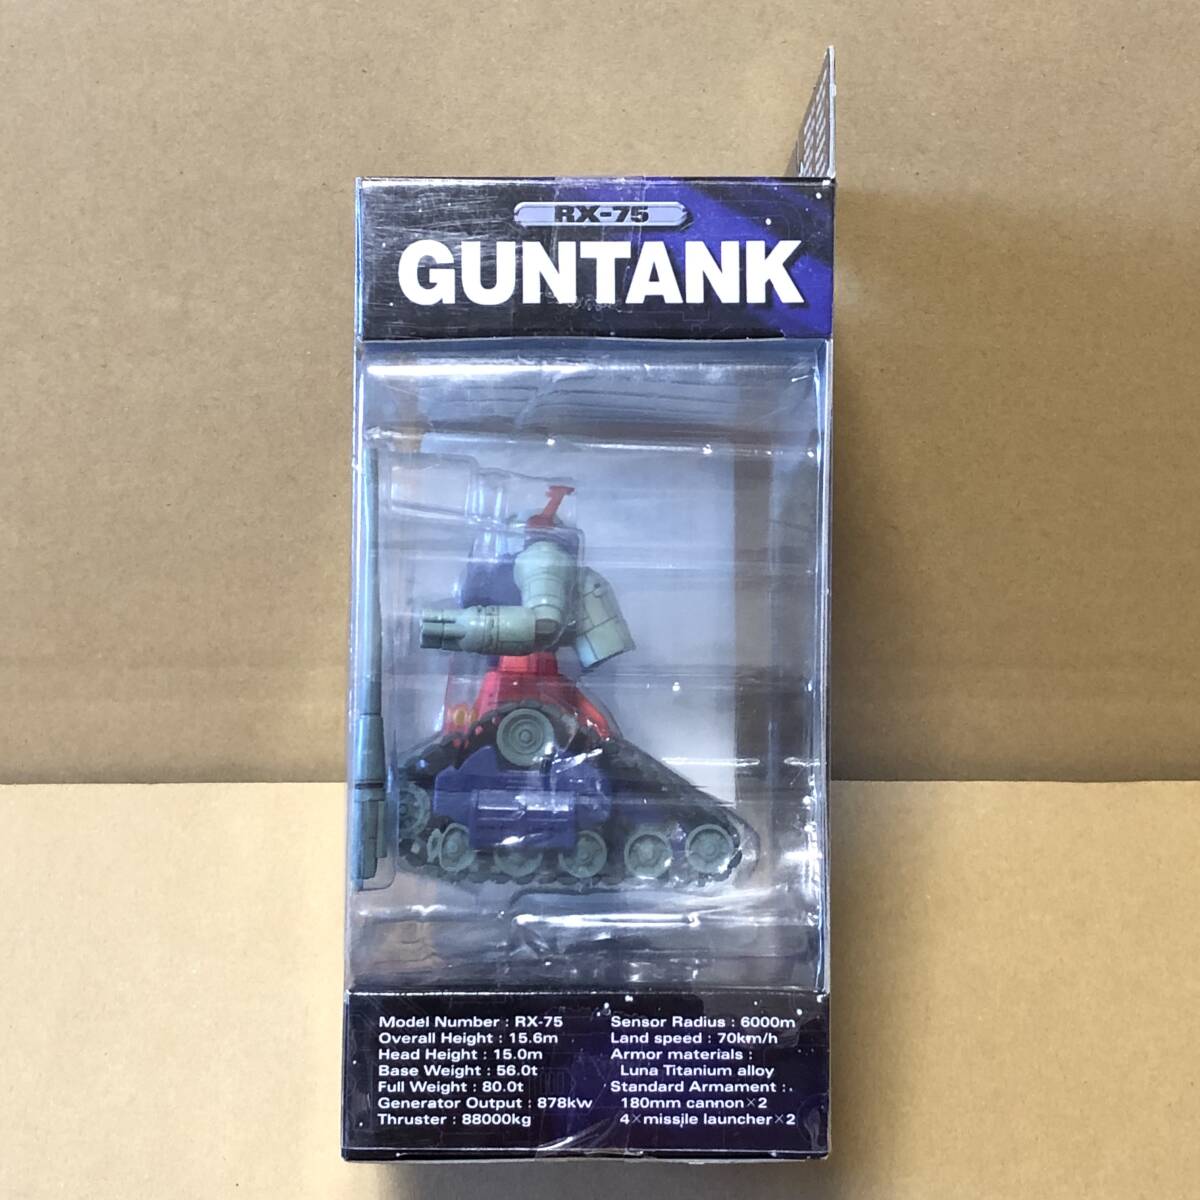 RX-75
GUNTANK
Model Number : RX-75
Overall Height : 15.6m
Head Height : 15.0m
Base Weight : 56.0t
Full Weight : 80.0t
Generator Output : 878kw
Thruster : 88000kg
Sensor Radius : 6000m
Land speed : 70km/h
Armor materials :
Luna Titanium alloy
Standard Armament :
180mm cannon×2
4×missile launcher×2